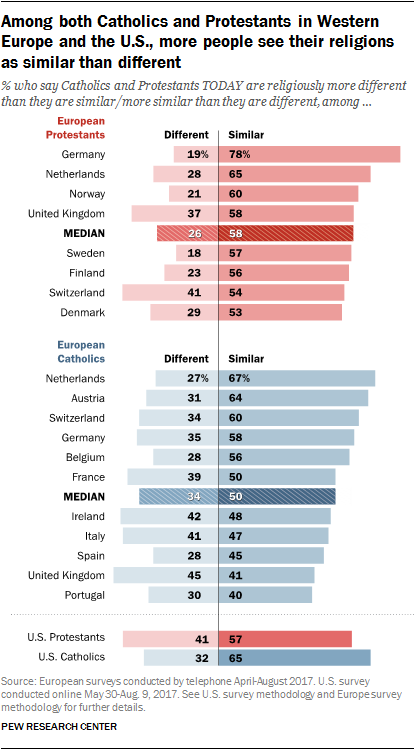 Among both Catholics and Protestants in Western
Europe and the U.S., more people see their religions
as similar than different
% who say Catholics and Protestants TODAY are religiously more different
than they are similar/more similar than they are different, among ...
European
Protestants Different Similar
Germany 19% 78%
Netherlands 28 65
Norway 21 60
United Kingdom 37 58
MEDIAN 26 58
Sweden 18 57
Finland 23 56
Switzerland 41 54
Denmark 29 53
European
Catholics Different Similar
Netherlands 27% 67%
Austria 31 64
Switzerland 34 60
Germany 35 58
Belgium 28 56
France 39 50
MEDIAN 34 50
Ireland 42 48
Italy 41 47
Spain 28 45
United Kingdom 45 41
Portugal 30 40
U.S. Protestants 41 57
U.S. Catholics 32 65
Source: European surveys conducted by telephone April-August 2017. U.S. survey
conducted online May 30-Aug. 9, 2017. See U.S. survey methodology and Europe survey
methodology for further details.
PEW RESEARCH CENTER